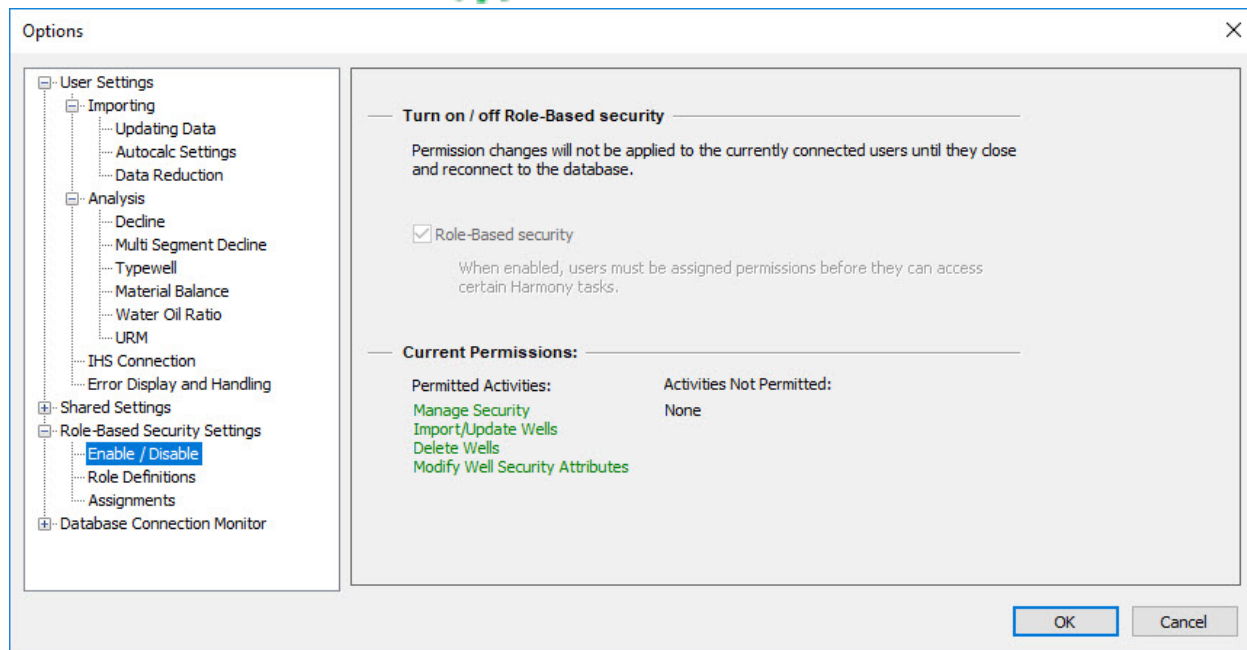 Options
User Settings
Importing
Updating Data
Autocalc Settings
Data Reduction
Analysis
Decline
Multi Segment Decline
Typewell
Material Balance
Water Oil Ratio
URM
IHS Connection
Error Display and Handling
Shared Settings
Role-Based Security Settings
Enable / Disable
Role Definitions
Assignments
Database Connection Monitor
Turn on / off Role-Based security
Permission changes will not be applied to the currently connected users until they close
and reconnect to the database.
Role-Based security
When enabled, users must be assigned permissions before they can access
certain Harmony tasks.
Current Permissions:
Permitted Activities:
Manage Security
Import/Update Wells
Delete Wells
Modify Well Security Attributes
Activities Not Permitted:
None
OK
Cancel